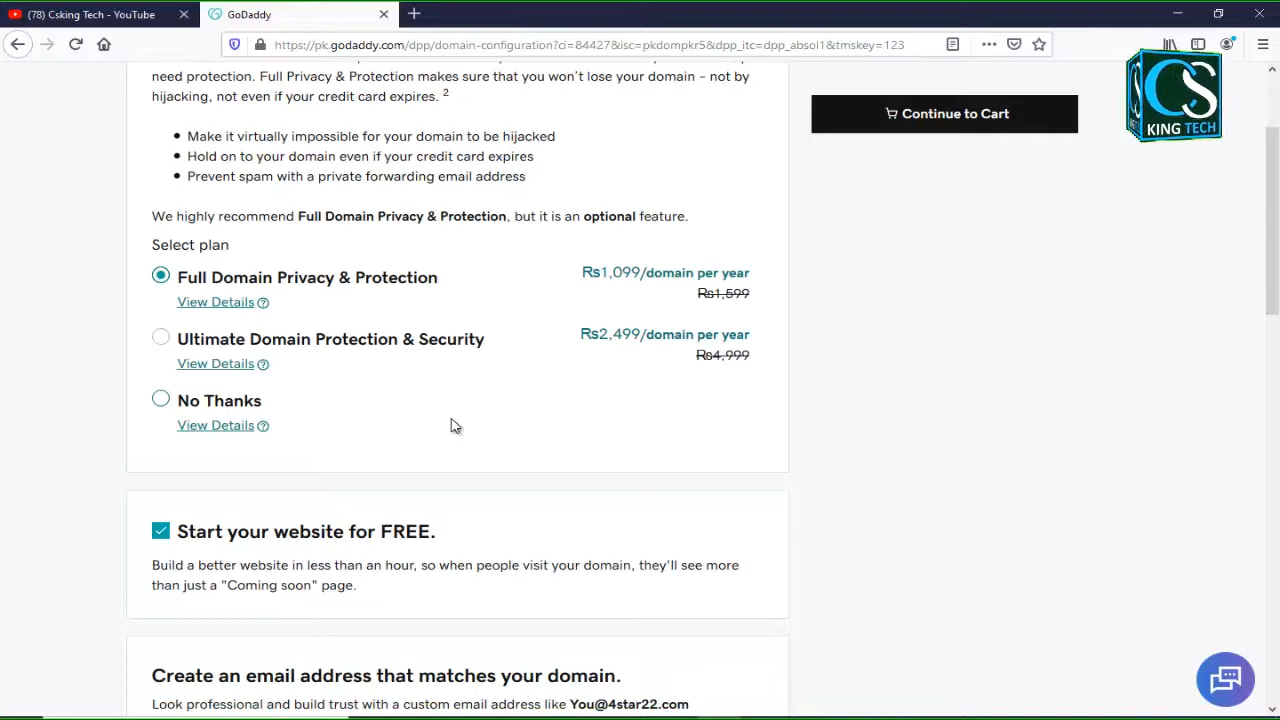 (78) Csking Tech - YouTube
GoDaddy
https://pk.godaddy.com/dpp/domain-configuration?ci=84427&isc=pkdompkr5&dpp_itc=dpp_absol1&tmskey=123
need protection. Full Privacy & Protection makes sure that you won't lose your domain – not by
hijacking, not even if your credit card expires. 2
Continue to Cart
CS
KING TECH
Make it virtually impossible for your domain to be hijacked
Hold on to your domain even if your credit card expires
Prevent spam with a private forwarding email address
We highly recommend Full Domain Privacy & Protection, but it is an optional feature.
Select plan
Full Domain Privacy & Protection
Rs1,099/domain per year
Rs1,599
View Details
Ultimate Domain Protection & Security
Rs2,499/domain per year
Rs4,999
View Details
No Thanks
View Details
Start your website for FREE.
Build a better website in less than an hour, so when people visit your domain, they'll see more
than just a "Coming soon" page.
Create an email address that matches your domain.
Look professional and build trust with a custom email address like You@4star22.com